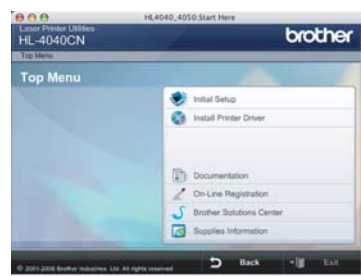 HL4040_4050:Start Here
Laser Printer Utilities
HL-4040CN
brother
Top Menu
Top Menu
Initial Setup
Install Printer Driver
Documentation
On-Line Registration
Brother Solutions Center
Supplies Information
© 2001-2006 Brother Industries, Ltd. All rights reserved
Back
Exit